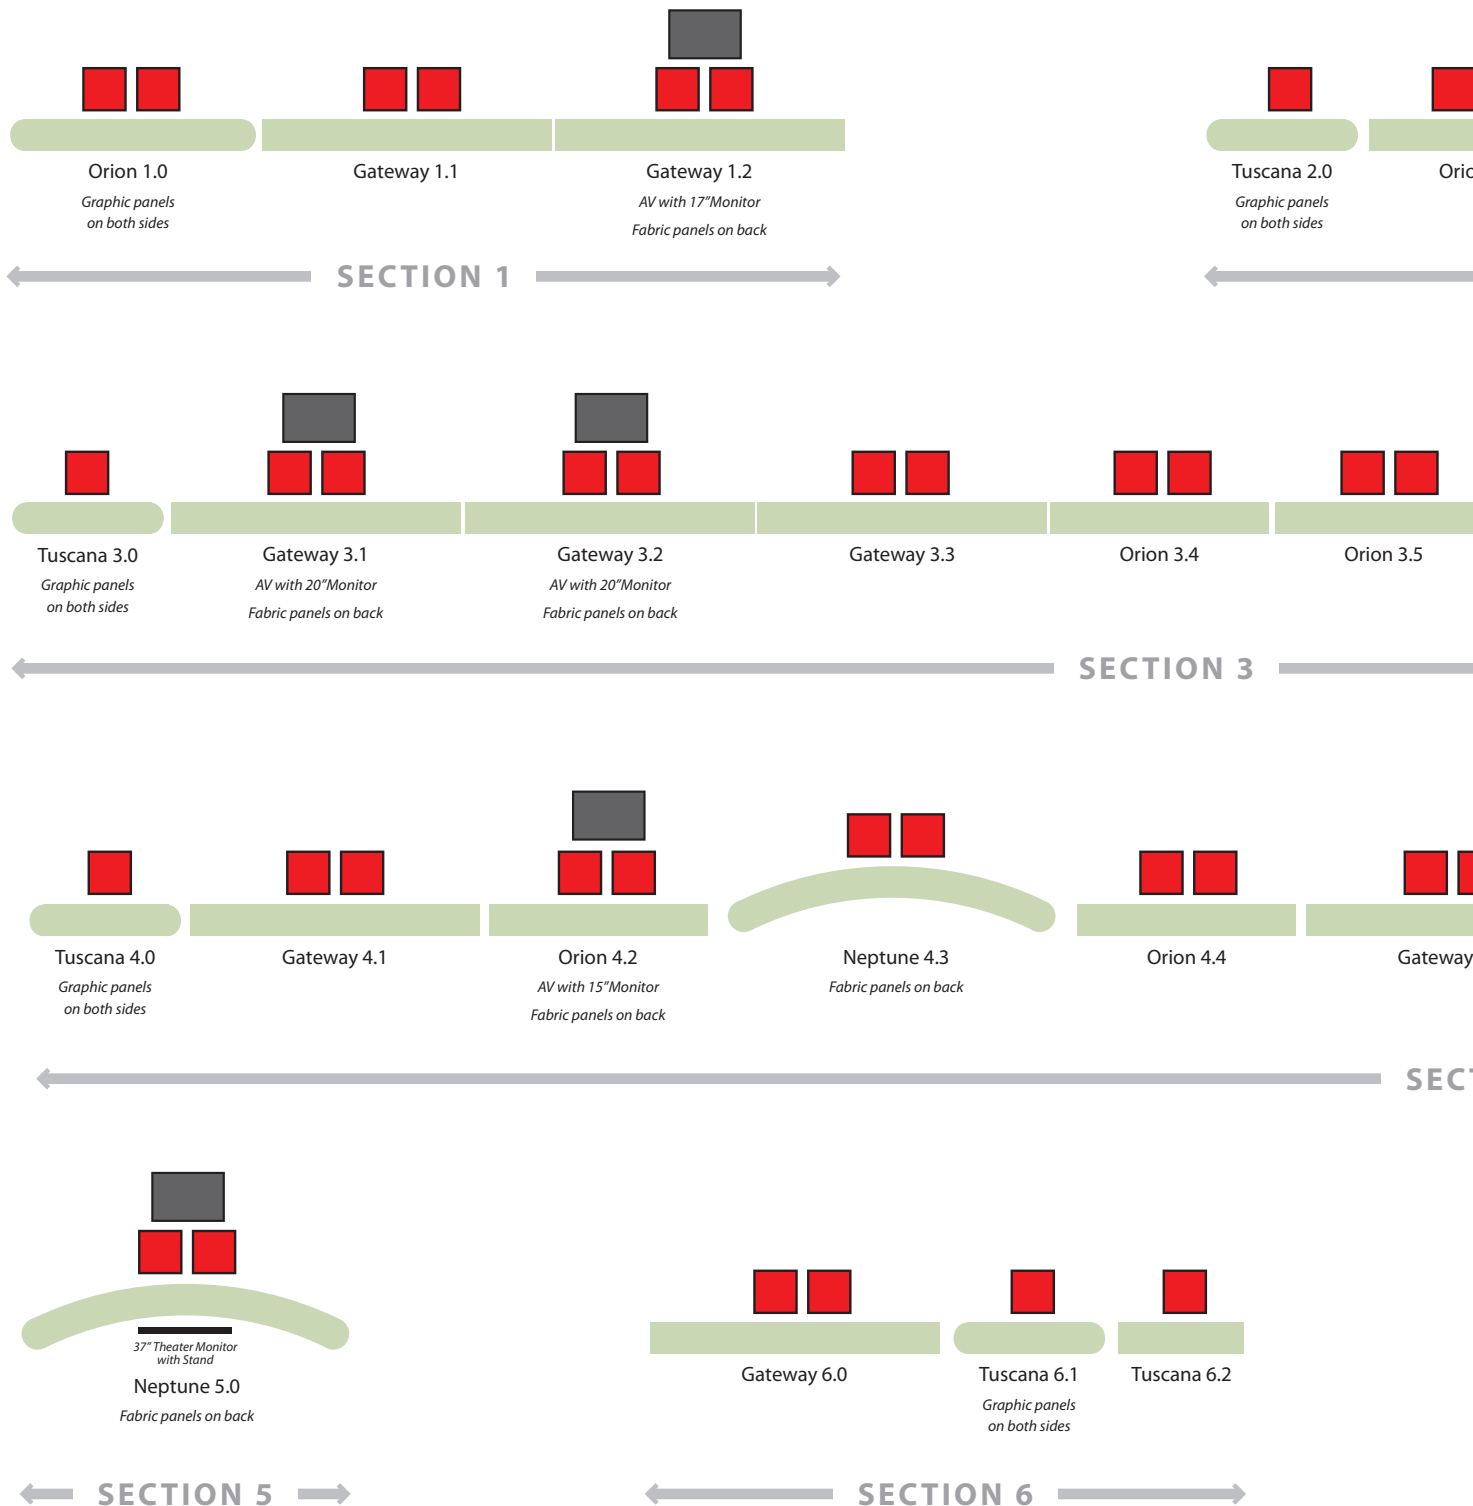 Orion 1.0
Graphic panels
on both sides
Gateway 1.1
Gateway 1.2
AV with 17" Monitor
Fabric panels on back
SECTION 1
Tuscana 2.0
Graphic panels
on both sides
Tuscana 3.0
Graphic panels
on both sides
Gateway 3.1
AV with 20" Monitor
Fabric panels on back
Gateway 3.2
AV with 20" Monitor
Fabric panels on back
Gateway 3.3
Orion 3.4
Orion 3.5
SECTION 3
Tuscana 4.0
Graphic panels
on both sides
Gateway 4.1
Orion 4.2
AV with 15" Monitor
Fabric panels on back
Neptune 4.3
Fabric panels on back
Orion 4.4
Gateway
37" Theater Monitor
with Stand
Neptune 5.0
Fabric panels on back
SECTION 5
Gateway 6.0
Tuscana 6.1
Graphic panels
on both sides
Tuscana 6.2
SECTION 6